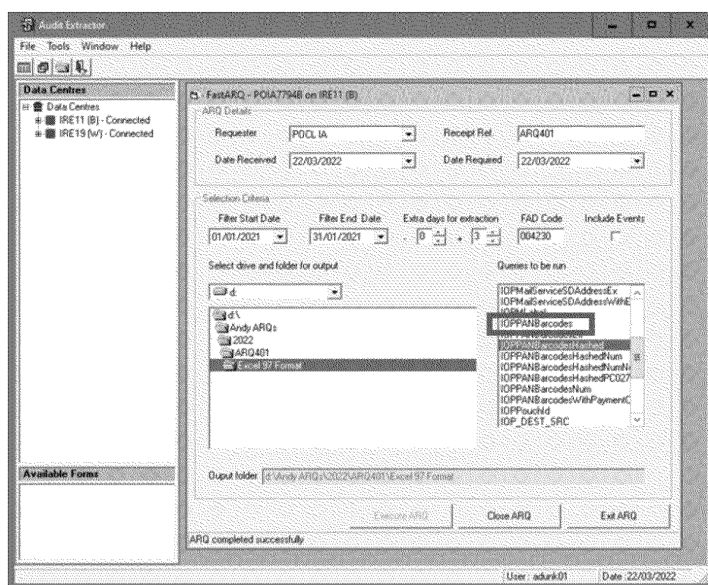 Audit Extractor
File Tools Window Help
Data Centres
Data Centres
IRE11 (B) - Connected
IRE19 (W) - Connected
Available Forms
FastARQ - POIA7794B on IRE11 (B)
ARQ Details
Requester POCL IA Receipt Ref. ARQ401
Date Received 22/03/2022 Date Required 22/03/2022
Selection Criteria
Filter Start Date Filter End Date Extra days for extraction FAD Code Include Events
01/01/2021 31/01/2021 - 0 + 3 004230
Select drive and folder for output Queries to be run
d:
d:\
Andy ARQs
2022
ARQ401
Excel 97 Format
IOPMailServiceSDAddressEx
IOPMailServiceSDAddressWithE
IOPMLabel
IOPPANBarcodes
IOPPANBarcodesHashed
IOPPANBarcodesHashedNum
IOPPANBarcodesHashedNumN
IOPPANBarcodesHashedPC027
IOPPANBarcodesNum
IOPPANBarcodesWithPaymentC
IOPPouchId
IOP_DEST_SRC
Ouput folder d:\Andy ARQs\2022\ARQ401\Excel 97 Format
Execute ARQ Close ARQ Exit ARQ
ARQ completed successfully
User : adunk01 Date :22/03/2022